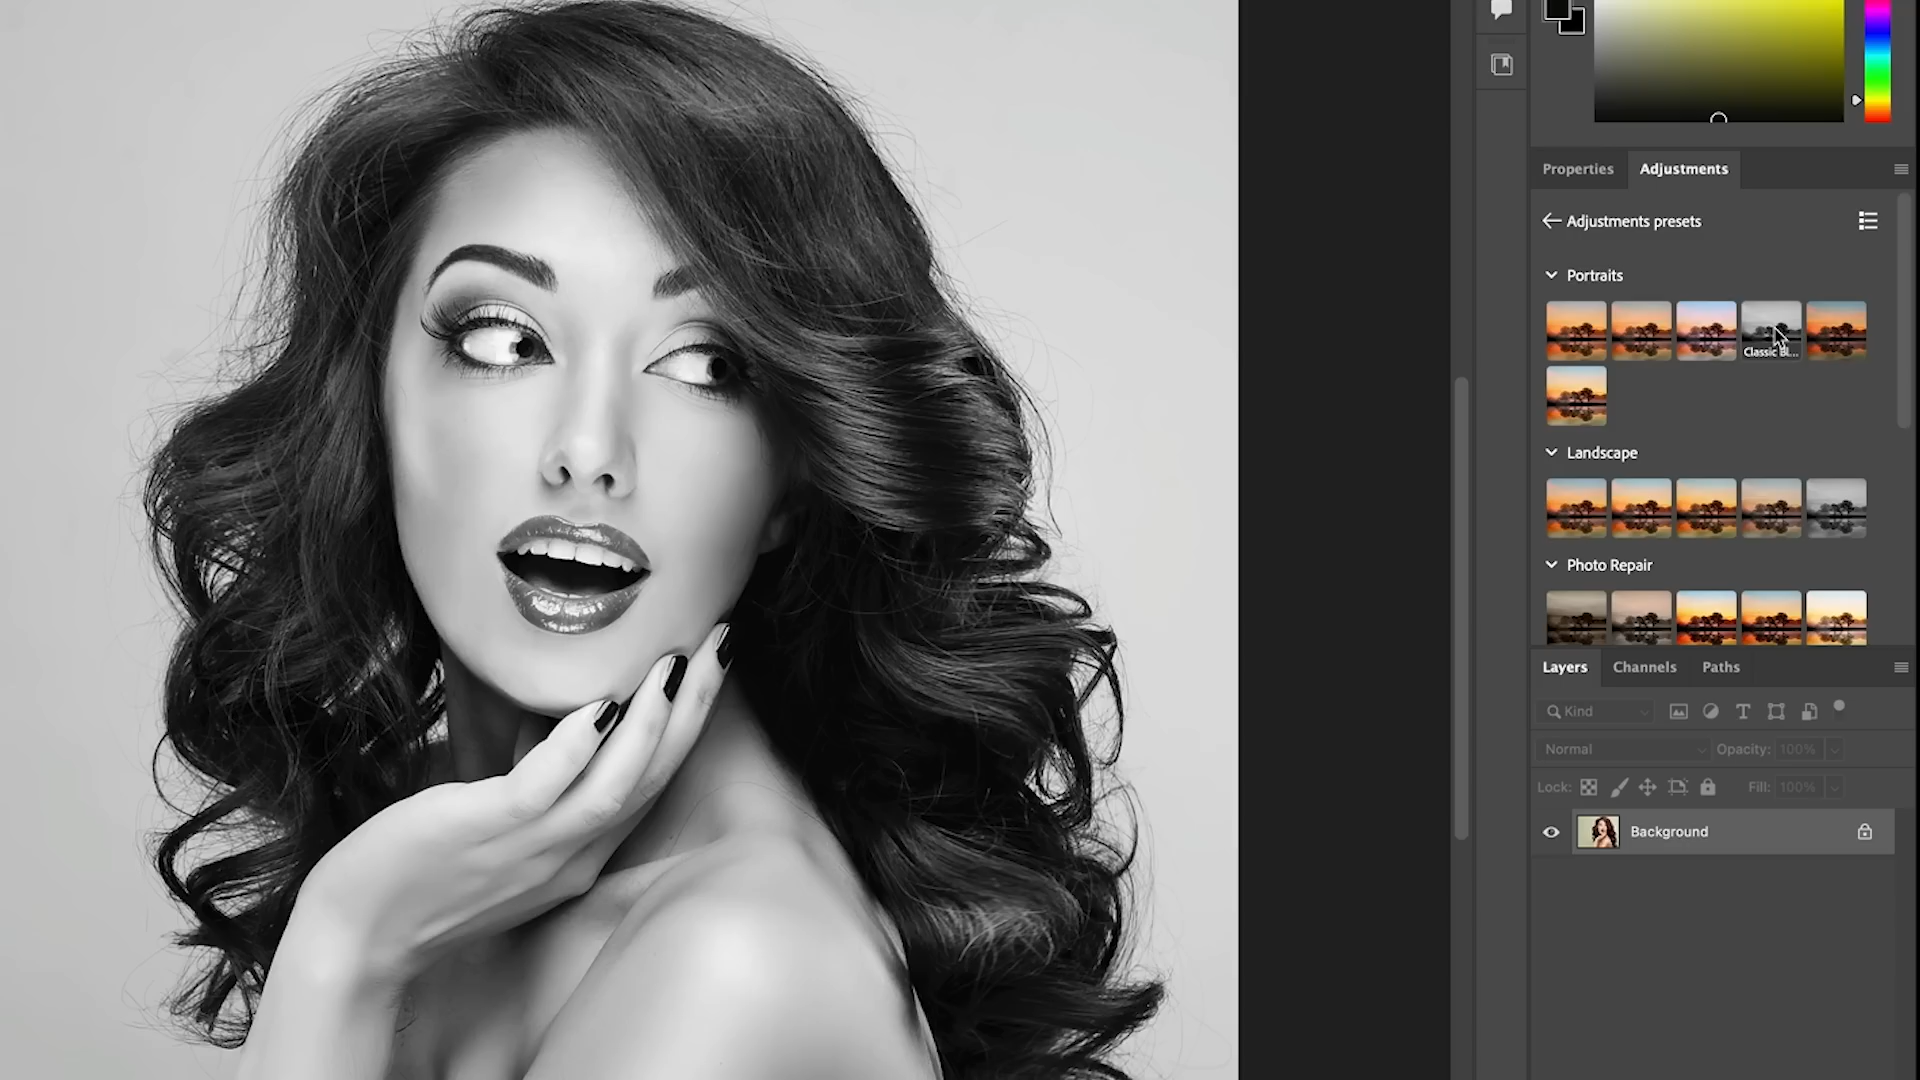 Properties
Adjustments
Adjustments presets
Portraits
Classic Bl...
Landscape
Photo Repair
Layers
Channels
Paths
Kind
Normal
Opacity: 100%
Lock:
Fill: 100%
Background